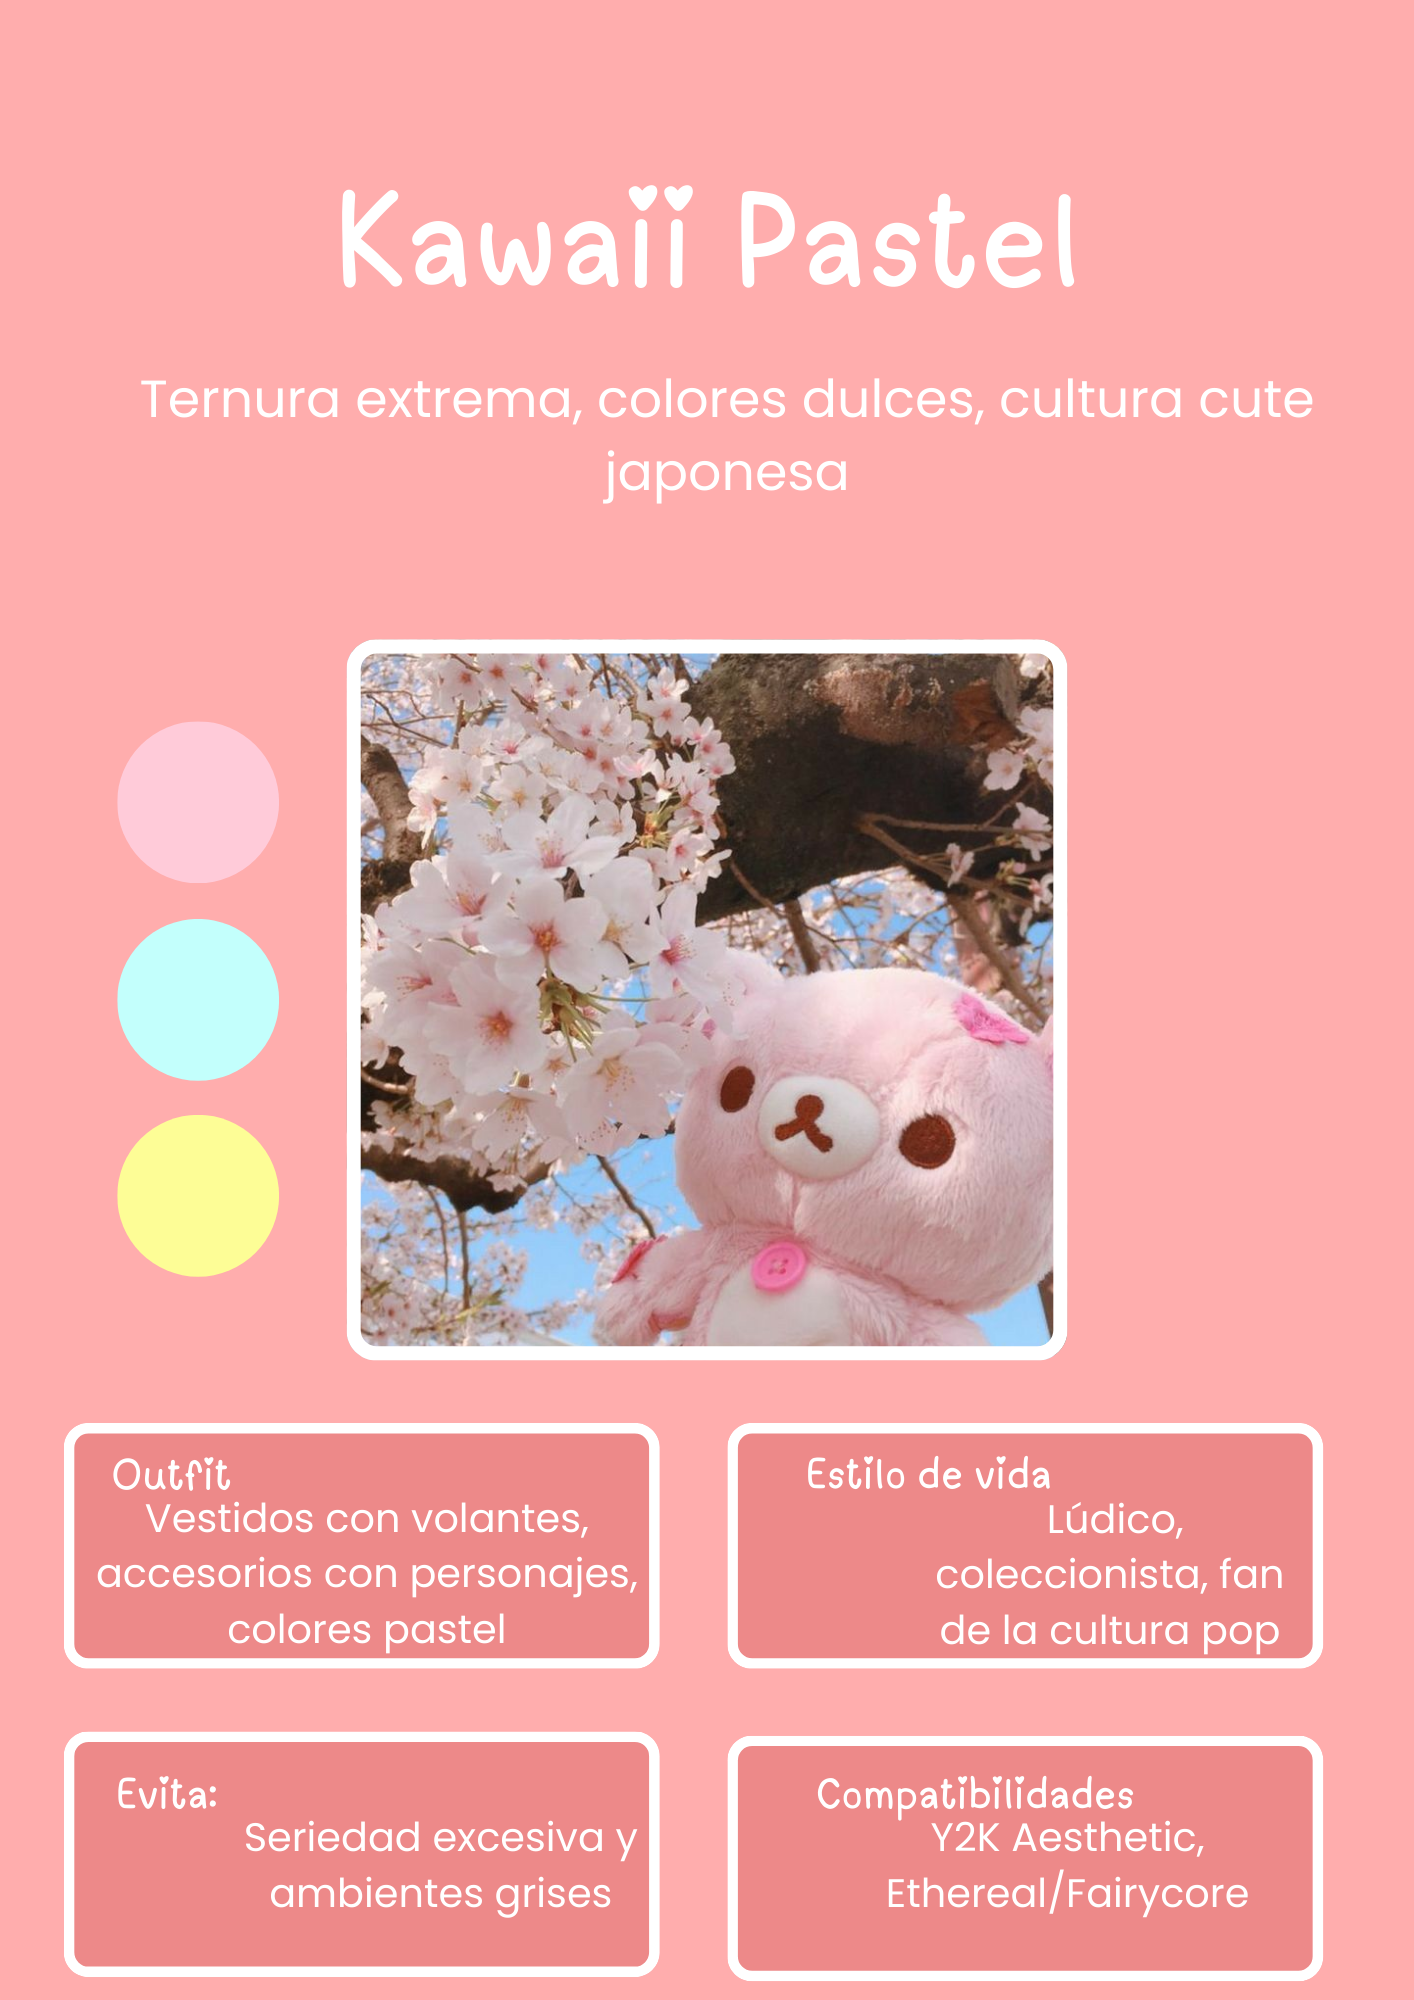 Kawaii Pastel
Ternura extrema, colores dulces, cultura cute
japonesa
Outfit
Vestidos con volantes,
accesorios con personajes,
colores pastel
Estilo de vida
Lúdico,
coleccionista, fan
de la cultura pop
Evita:
Seriedad excesiva y
ambientes grises
Compatibilidades
Y2K Aesthetic,
Ethereal/Fairycore